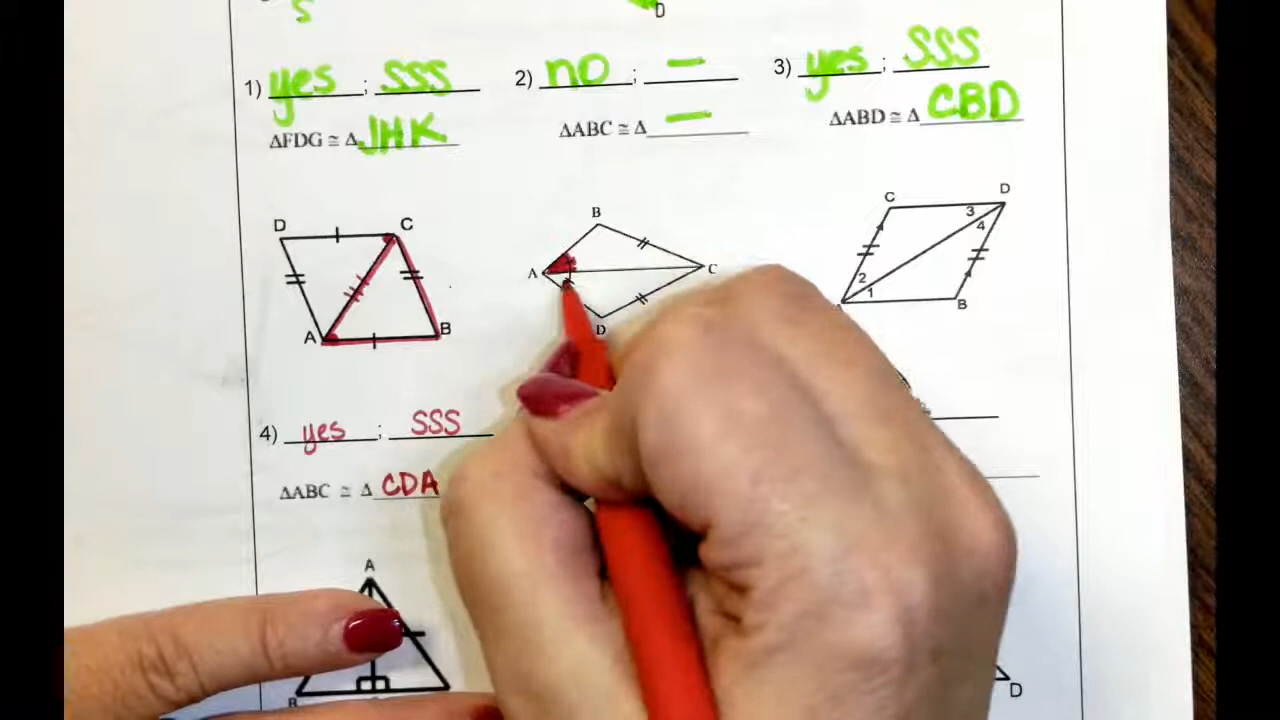 S
D
1) yes ; SSS
2) no ; —
3) yes ; SSS
ΔFDG ≅ Δ JHK
ΔABC ≅ Δ —
ΔABD ≅ Δ CBD
D C
A B
B
A C
D
C D
3
4
2
1
B
4) yes ; SSS
ΔABC ≅ Δ CDA
A
B
D